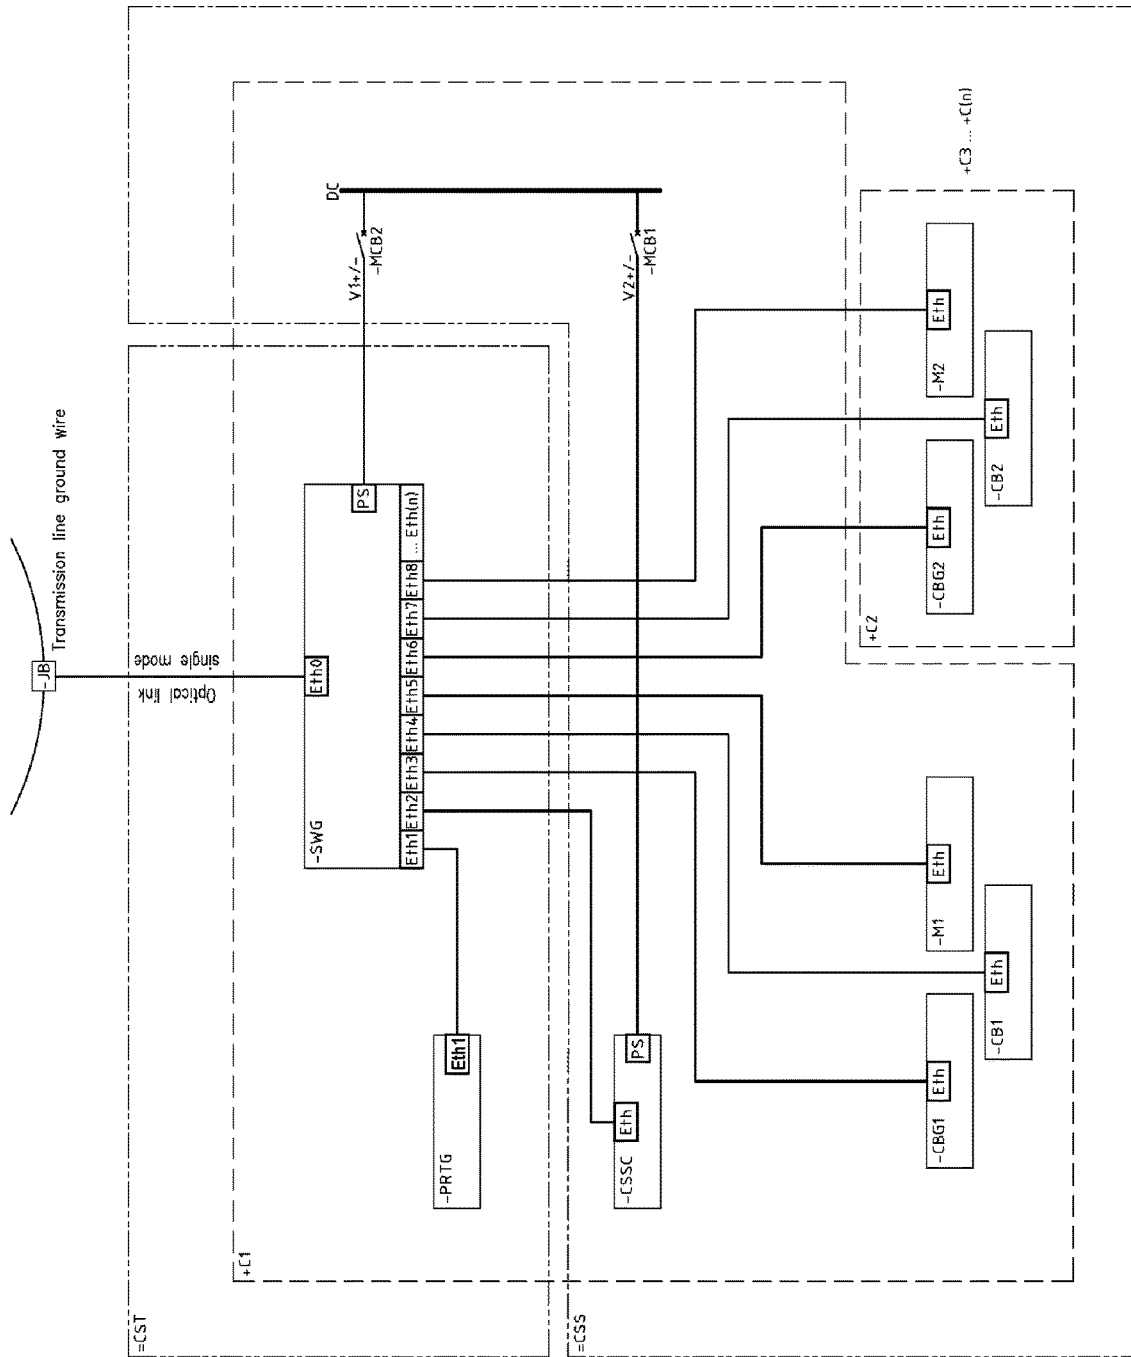 Transmission line ground wire
-JB
Optical link
single mode
=CST
+C1
-SWG
Eth0
PS
Eth1
Eth2
Eth3
Eth4
Eth5
Eth6
Eth7
Eth8
... Eth(n)
DC
V1+/-
-MCB2
V2+/-
-MCB1
-PRTG
Eth1
=CSS
-CSSC
Eth
PS
-CBG1
Eth
-CB1
Eth
-M1
Eth
+C2
-CBG2
Eth
-CB2
Eth
-M2
Eth
+C3 ... +C(n)